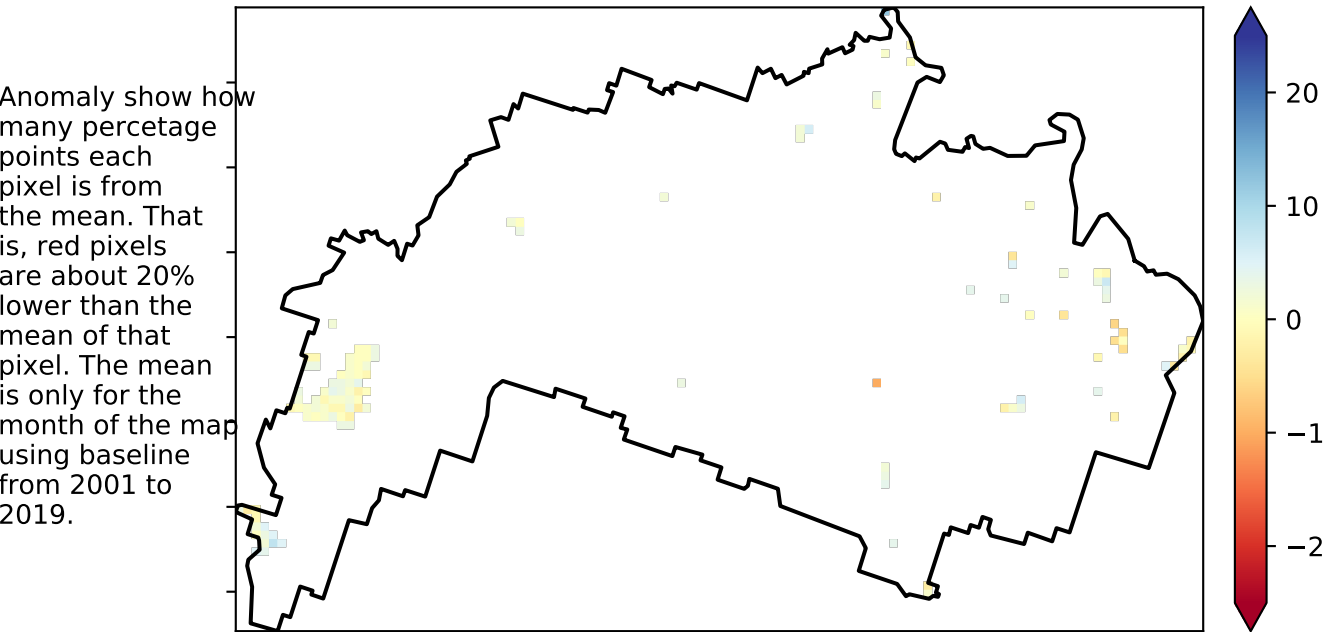 Anomaly show how
many percetage
points each
pixel is from
the mean. That
is, red pixels
are about 20%
lower than the
mean of that
pixel. The mean
is only for the
month of the map
using baseline
from 2001 to
2019.
20
10
0
−1
−2